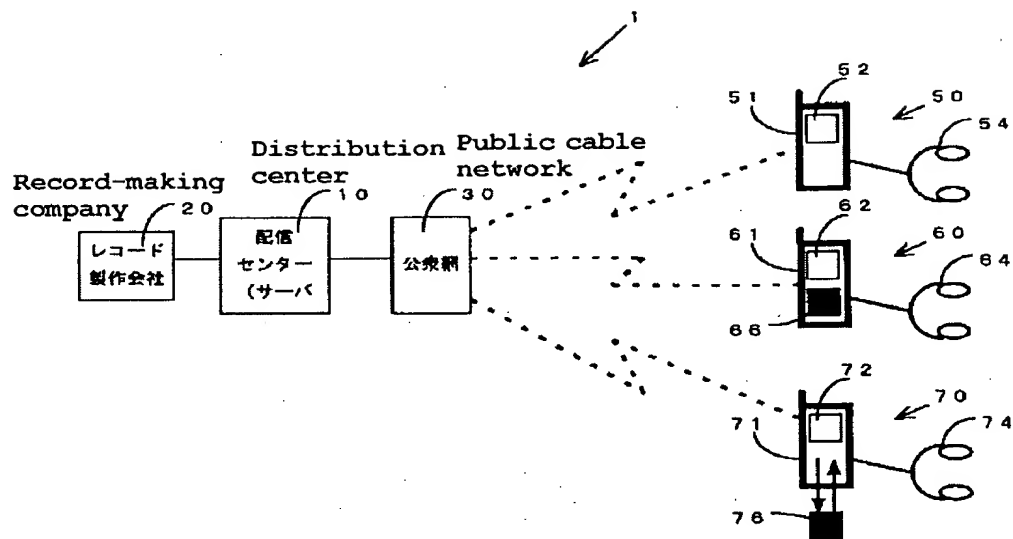 1
52
51
50
54
Distribution
center
Public cable
network
Record-making
company
20
10
30
62
61
60
64
レコード
製作会社
配信
センター
(サーバ
公衆網
66
72
70
71
74
76